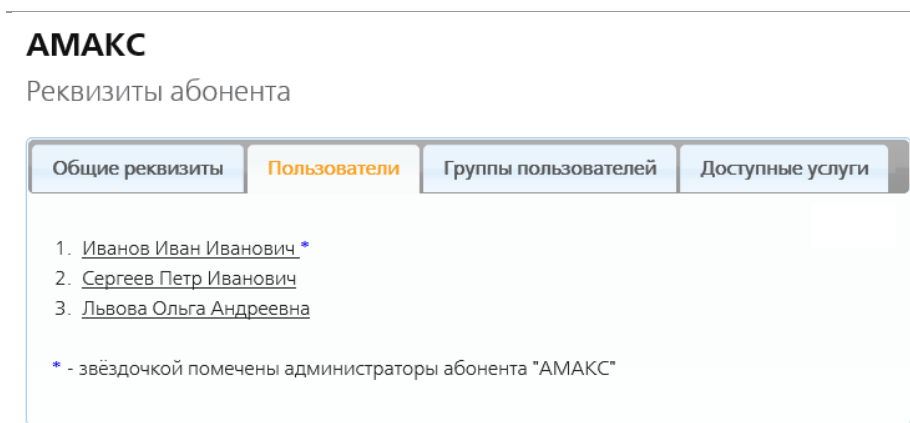 АМАКС
Реквизиты абонента
Общие реквизиты Пользователи Группы пользователей Доступные услуги
1. Иванов Иван Иванович *
2. Сергеев Петр Иванович
3. Львова Ольга Андреевна
* - звёздочкой помечены администраторы абонента "АМАКС"